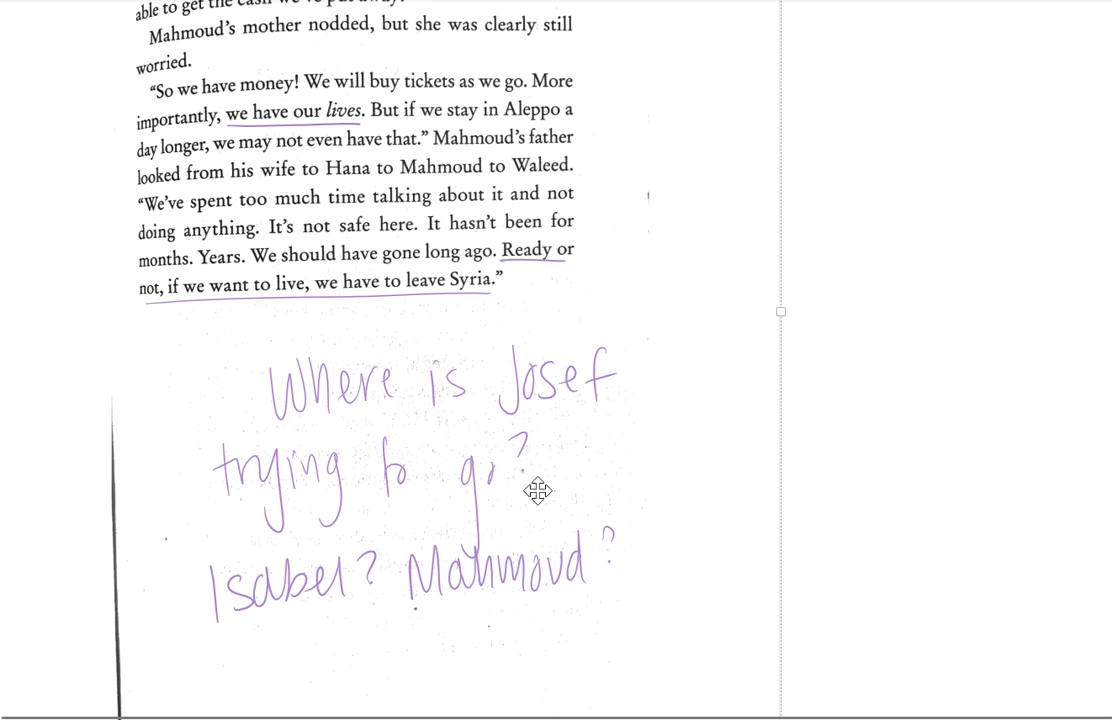 able to get the cash we've put away."
Mahmoud's mother nodded, but she was clearly still
worried.
“So we have money! We will buy tickets as we go. More
importantly, we have our lives. But if we stay in Aleppo a
day longer, we may not even have that.” Mahmoud’s father
looked from his wife to Hana to Mahmoud to Waleed.
“We’ve spent too much time talking about it and not
doing anything. It’s not safe here. It hasn’t been for
months. Years. We should have gone long ago. Ready or
not, if we want to live, we have to leave Syria.”
Where is Josef
trying to go?
Isabel? Mahmoud?